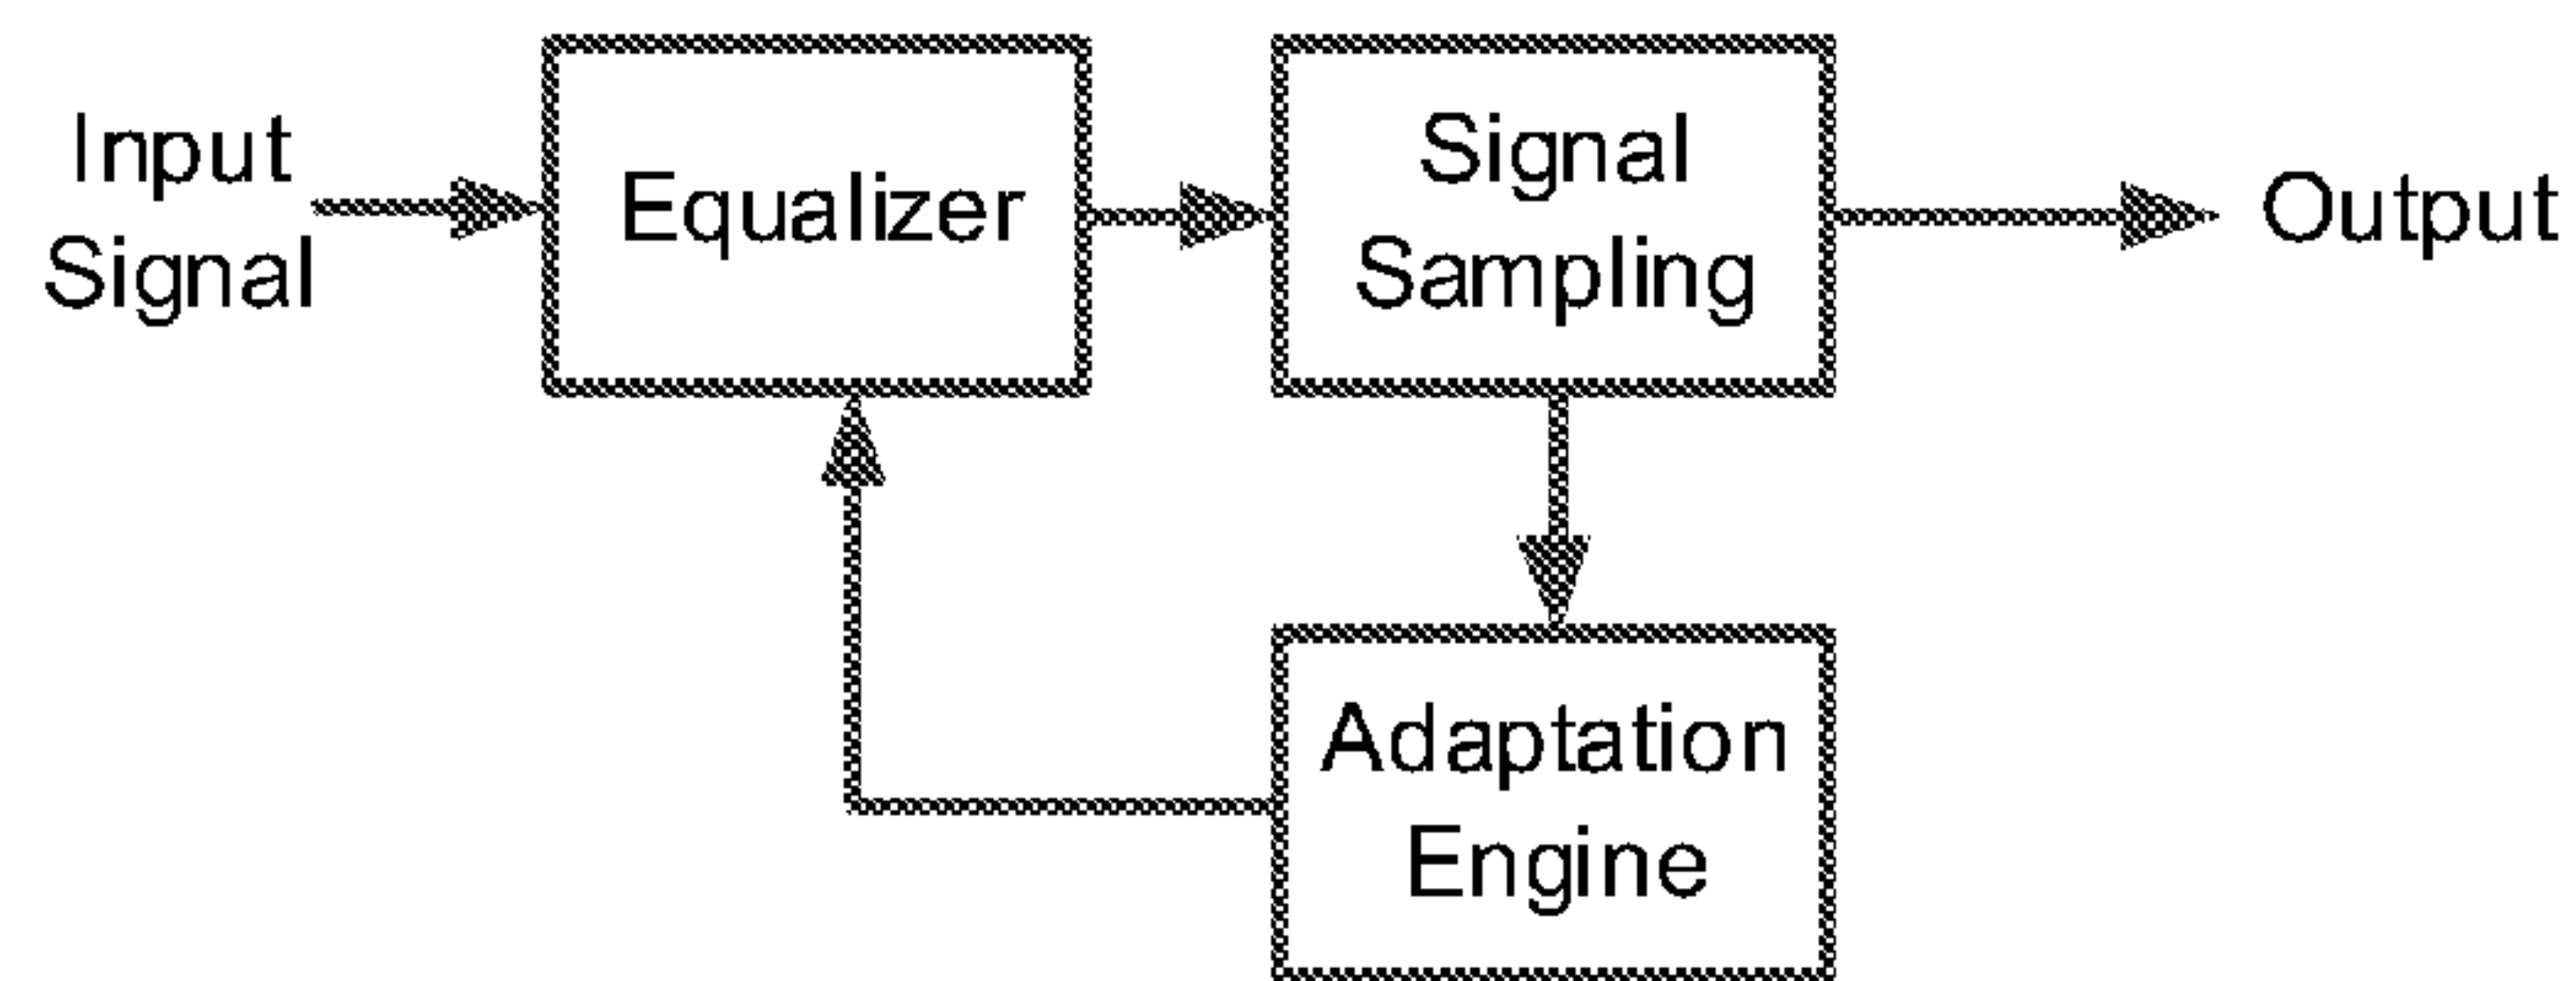 Input
Signal
Equalizer
Signal
Sampling
Output
Adaptation
Engine